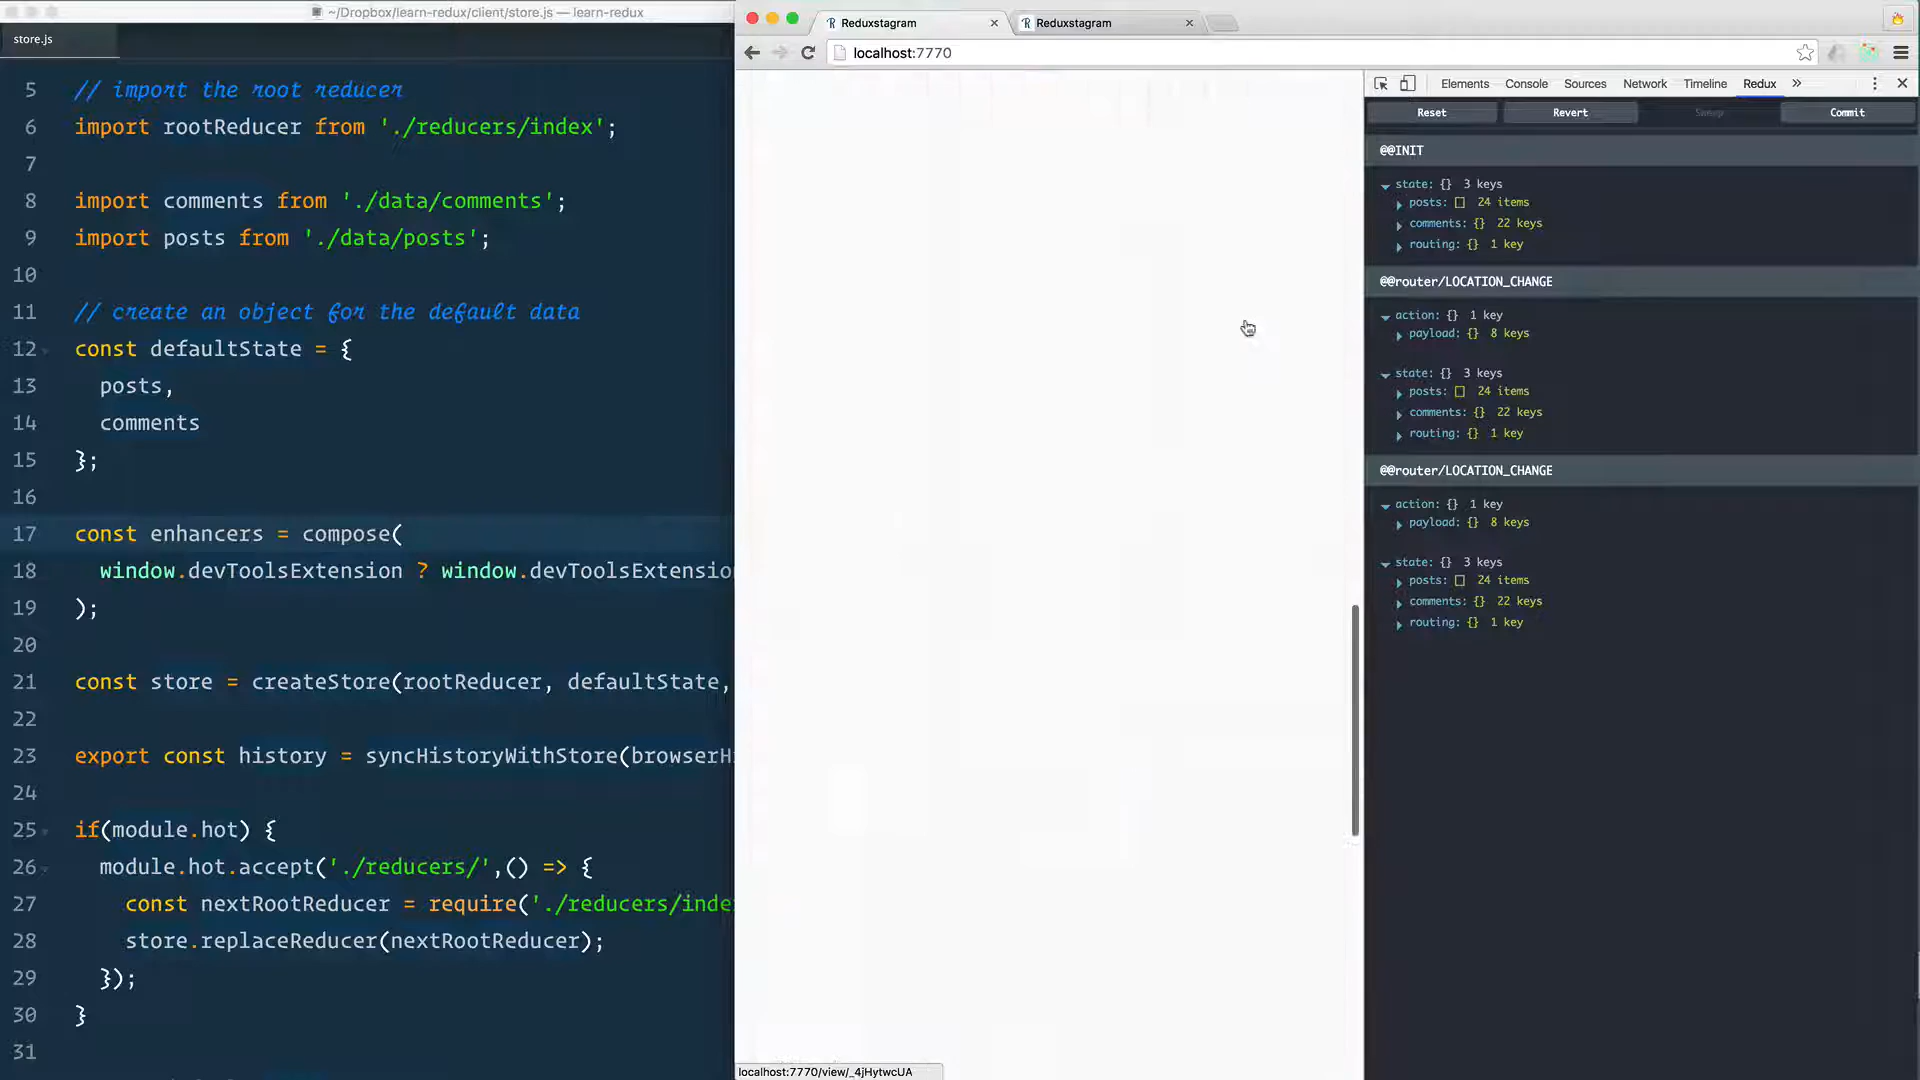 ~/Dropbox/learn-redux/client/store.js — learn-redux
store.js
5 // import the root reducer
6 import rootReducer from './reducers/index';
7
8 import comments from './data/comments';
9 import posts from './data/posts';
10
11 // create an object for the default data
12 const defaultState = {
13 posts,
14 comments
15 };
16
17 const enhancers = compose(
18 window.devToolsExtension ? window.devToolsExtensio
19 );
20
21 const store = createStore(rootReducer, defaultState,
22
23 export const history = syncHistoryWithStore(browserHi
24
25 if(module.hot) {
26 module.hot.accept('./reducers/',() => {
27 const nextRootReducer = require('./reducers/inde
28 store.replaceReducer(nextRootReducer);
29 });
30 }
31
Reduxstagram
Reduxstagram
localhost:7770
Elements Console Sources Network Timeline Redux »
Reset Revert Sweep Commit
@@INIT
state: {} 3 keys
posts: [] 24 items
comments: {} 22 keys
routing: {} 1 key
@@router/LOCATION_CHANGE
action: {} 1 key
payload: {} 8 keys
state: {} 3 keys
posts: [] 24 items
comments: {} 22 keys
routing: {} 1 key
@@router/LOCATION_CHANGE
action: {} 1 key
payload: {} 8 keys
state: {} 3 keys
posts: [] 24 items
comments: {} 22 keys
routing: {} 1 key
localhost:7770/view/_4jHytwcUA